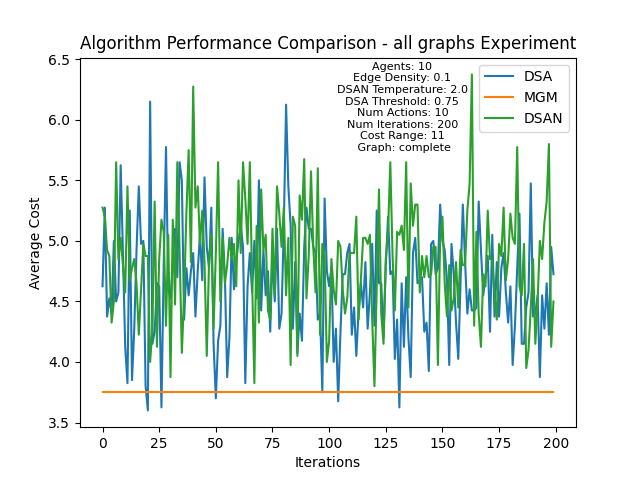 Algorithm Performance Comparison - all graphs Experiment
Agents: 10
Edge Density: 0.1
DSAN Temperature: 2.0
DSA Threshold: 0.75
Num Actions: 10
Num Iterations: 200
Cost Range: 11
Graph: complete
DSA
MGM
DSAN
Average Cost
6.5
6.0
5.5
5.0
4.5
4.0
3.5
0 25 50 75 100 125 150 175 200
Iterations